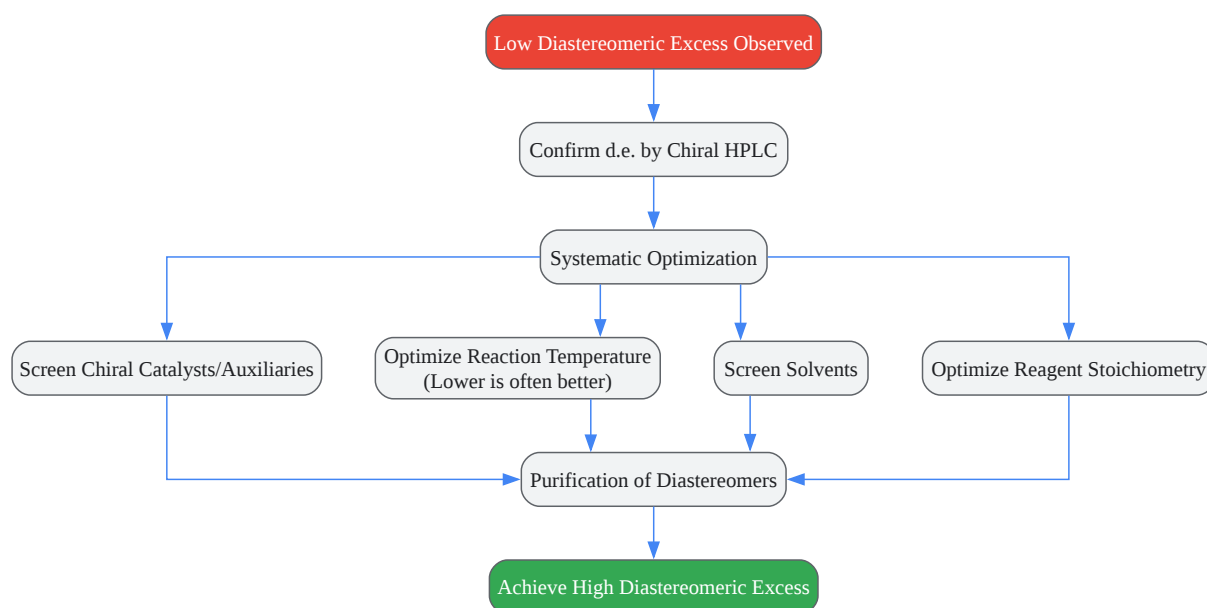 Low Diastereomeric Excess Observed
Confirm d.e. by Chiral HPLC
Systematic Optimization
Screen Chiral Catalysts/Auxiliaries
Optimize Reaction Temperature
(Lower is often better)
Screen Solvents
Optimize Reagent Stoichiometry
Purification of Diastereomers
Achieve High Diastereomeric Excess